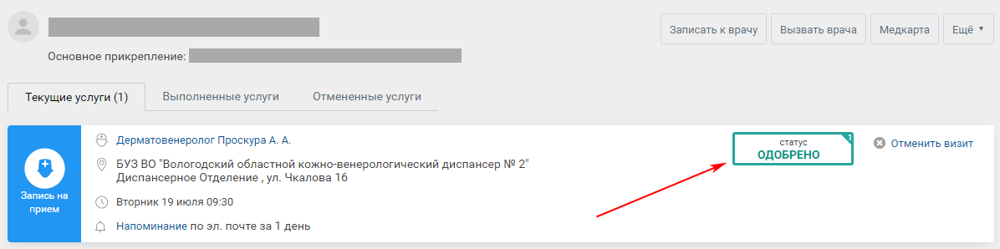 Записать к врачу
Вызвать врача
Медкарта
Ещё
Основное прикрепление:
Текущие услуги (1)
Выполненные услуги
Отмененные услуги
Запись на
прием
Дерматовенеролог Проскура А. А.
БУЗ ВО "Вологодский областной кожно-венерологический диспансер № 2"
Диспансерное Отделение , ул. Чкалова 16
Вторник 19 июля 09:30
Напоминание по эл. почте за 1 день
статус
ОДОБРЕНО
?
Отменить визит